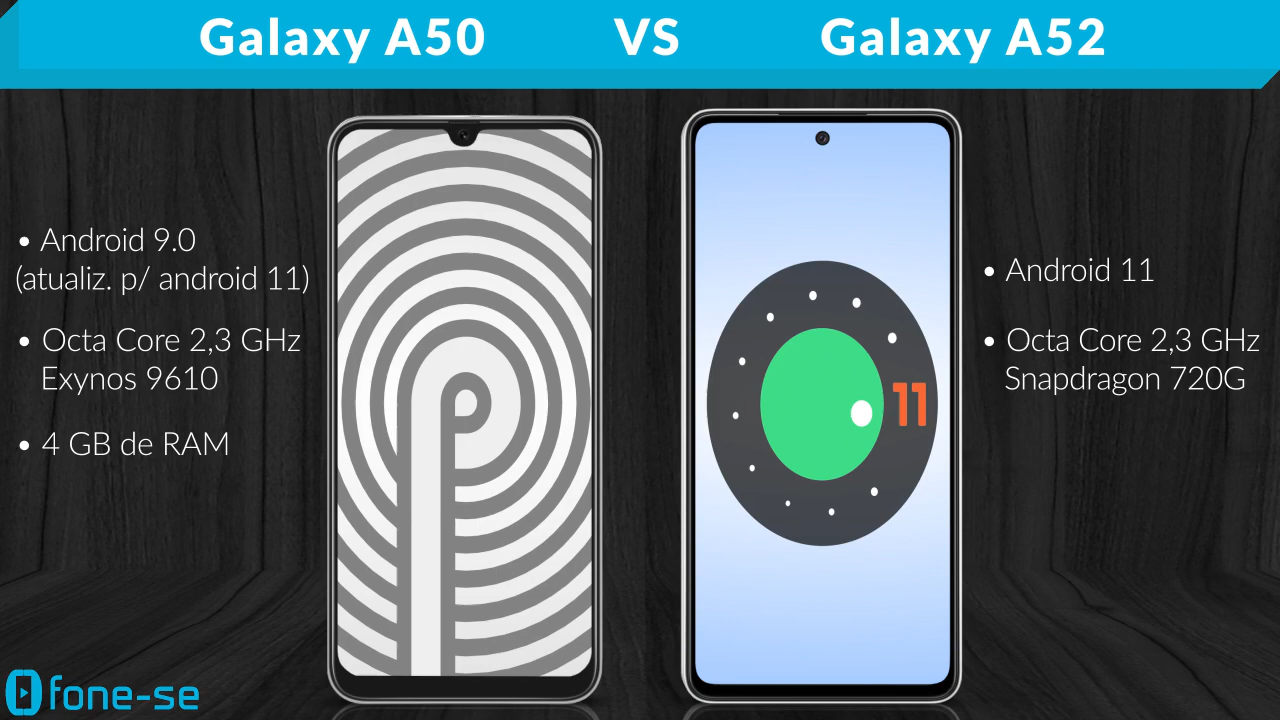 Galaxy A50 VS Galaxy A52
• Android 9.0
(atualiz. p/ android 11)
• Octa Core 2,3 GHz
Exynos 9610
• 4 GB de RAM
11
• Android 11
• Octa Core 2,3 GHz
Snapdragon 720G
fone-se